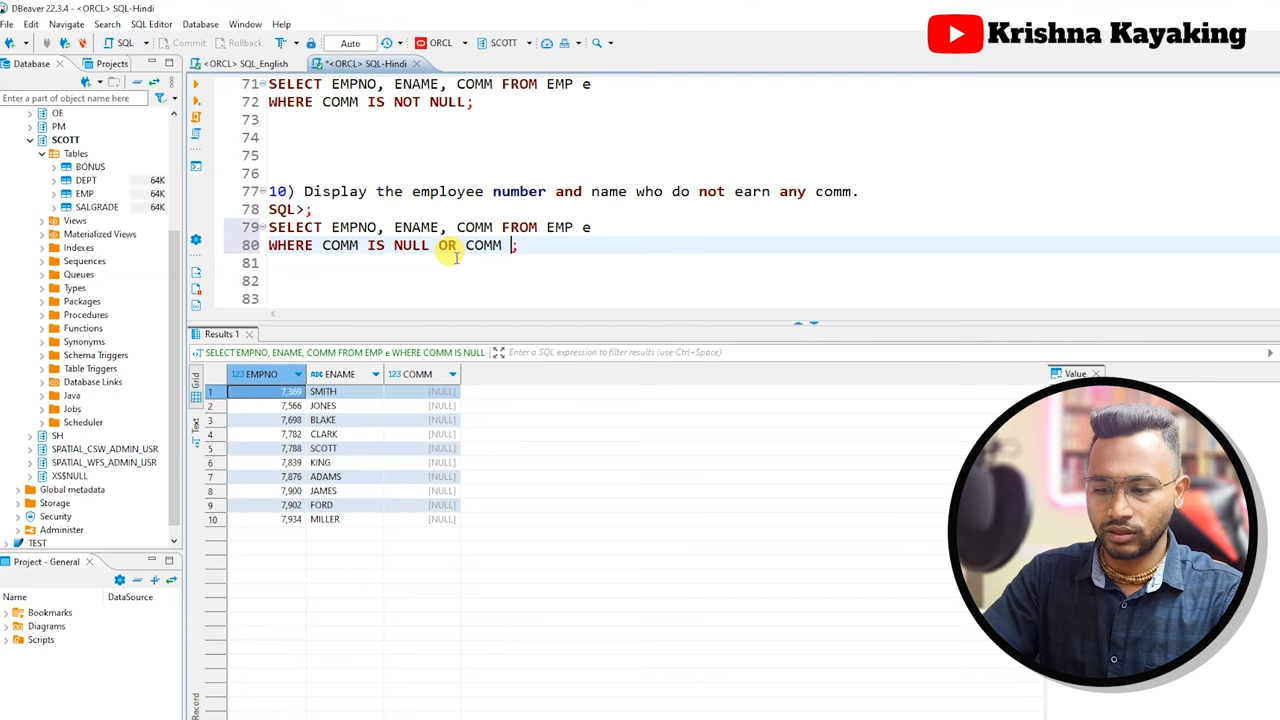 DBeaver 22.3.4 - <ORCL> SQL-Hindi
File Edit Navigate Search SQL Editor Database Window Help
SQL Commit Rollback Auto ORCL SCOTT
Krishna Kayaking
Database Projects
<ORCL> SQL_English *<ORCL> SQL-Hindi
Enter a part of object name here
OE
PM
SCOTT
Tables
BONUS
DEPT 64K
EMP 64K
SALGRADE 64K
Views
Materialized Views
Indexes
Sequences
Queues
Types
Packages
Procedures
Functions
Synonyms
Schema Triggers
Table Triggers
Database Links
Java
Jobs
Scheduler
SH
SPATIAL_CSW_ADMIN_USR
SPATIAL_WFS_ADMIN_USR
XS$NULL
Global metadata
Storage
Security
Administer
TEST
71 SELECT EMPNO, ENAME, COMM FROM EMP e
72 WHERE COMM IS NOT NULL;
73
74
75
76
77 10) Display the employee number and name who do not earn any comm.
78 SQL>;
79 SELECT EMPNO, ENAME, COMM FROM EMP e
80 WHERE COMM IS NULL OR COMM ;
81
82
83
Results 1
SELECT EMPNO, ENAME, COMM FROM EMP e WHERE COMM IS NULL Enter a SQL expression to filter results (use Ctrl+Space)
Grid
Text
Record
123 EMPNO ABC ENAME 123 COMM
1 7,369 SMITH [NULL]
2 7,566 JONES [NULL]
3 7,698 BLAKE [NULL]
4 7,782 CLARK [NULL]
5 7,788 SCOTT [NULL]
6 7,839 KING [NULL]
7 7,876 ADAMS [NULL]
8 7,900 JAMES [NULL]
9 7,902 FORD [NULL]
10 7,934 MILLER [NULL]
Value
Project - General
Name DataSource
Bookmarks
Diagrams
Scripts